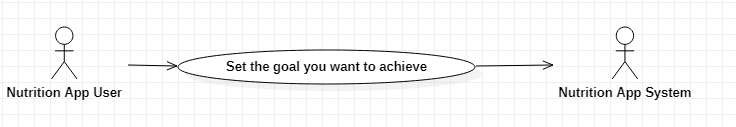 Set the goal you want to achieve
Nutrition App User
Nutrition App System